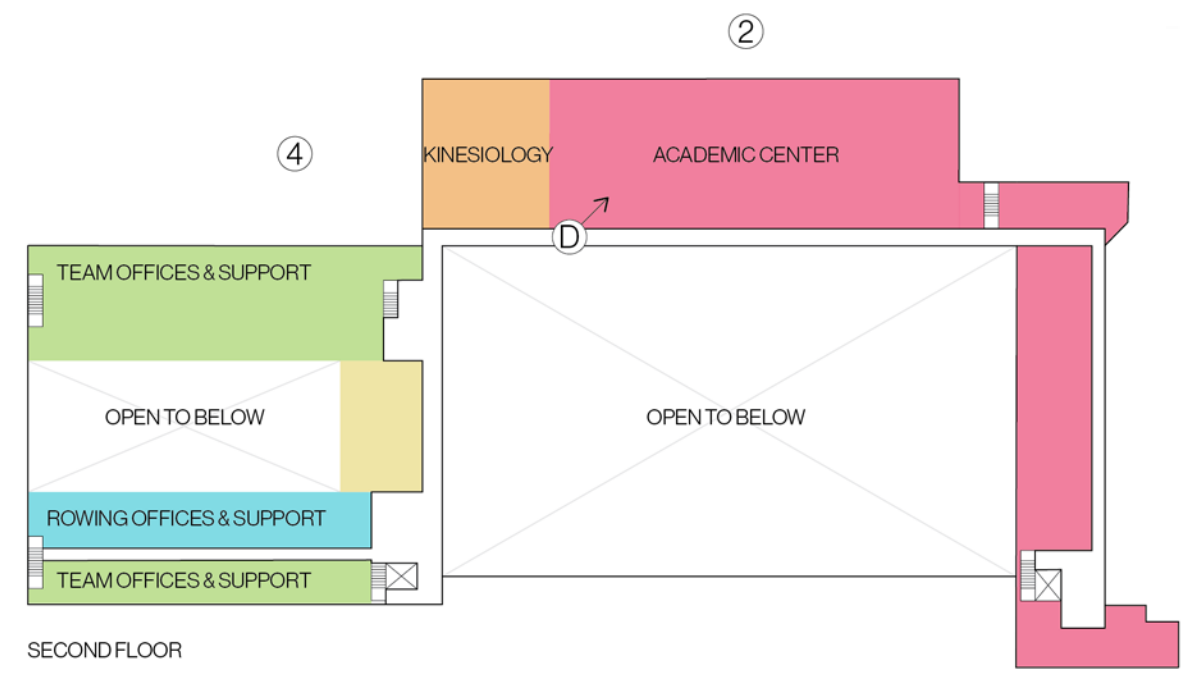 2
4
KINESIOLOGY
ACADEMIC CENTER
D
TEAM OFFICES & SUPPORT
OPEN TO BELOW
OPEN TO BELOW
ROWING OFFICES & SUPPORT
TEAM OFFICES & SUPPORT
SECOND FLOOR